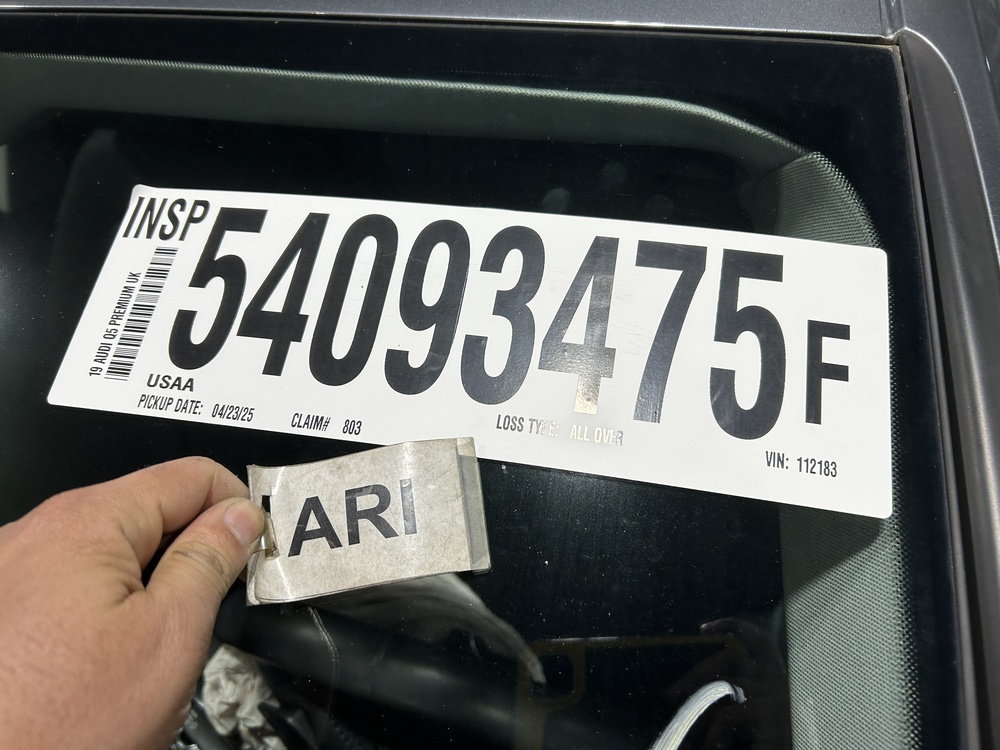 INSP 54093475F
19 AUDI Q5 PREMIUM UK
USAA
PICKUP DATE: 04/23/25 CLAIM# 803 LOSS TYPE: ALL OVER
VIN: 112183
ARI